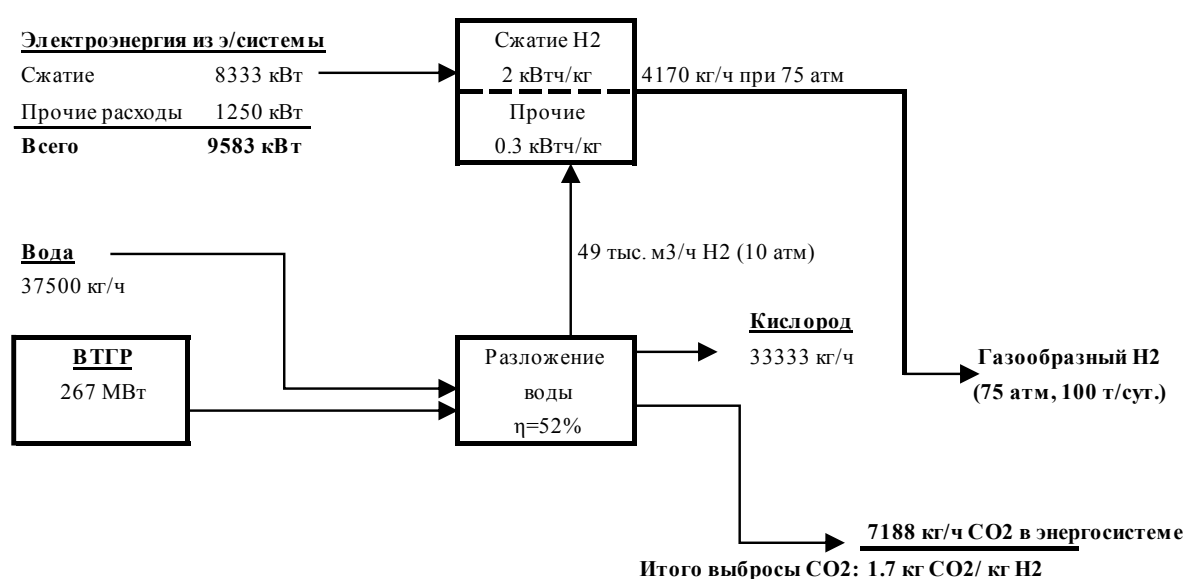 Электроэнергия из э/системы
Сжатие 8333 кВт
Прочие расходы 1250 кВт
Всего 9583 кВт
Сжатие Н2
2 кВтч/кг
Прочие
0.3 кВтч/кг
4170 кг/ч при 75 атм
Вода
37500 кг/ч
49 тыс. м3/ч Н2 (10 атм)
ВТГР
267 МВт
Разложение
воды
η=52%
Кислород
33333 кг/ч
Газообразный Н2
(75 атм, 100 т/сут.)
7188 кг/ч СО2 в энергосистеме
Итого выбросы СО2: 1.7 кг СО2/ кг Н2